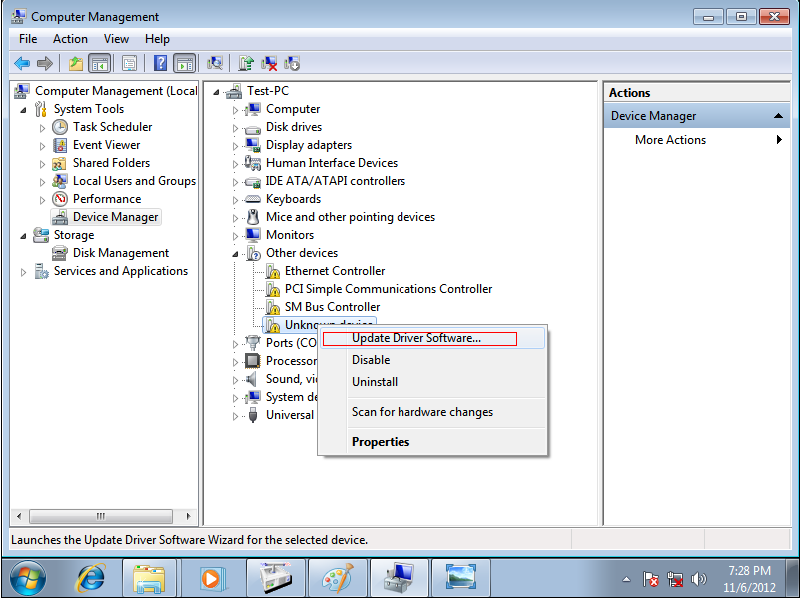 Computer Management
File Action View Help
Computer Management (Local
System Tools
Task Scheduler
Event Viewer
Shared Folders
Local Users and Groups
Performance
Device Manager
Storage
Disk Management
Services and Applications
Test-PC
Computer
Disk drives
Display adapters
Human Interface Devices
IDE ATA/ATAPI controllers
Keyboards
Mice and other pointing devices
Monitors
Other devices
Ethernet Controller
PCI Simple Communications Controller
SM Bus Controller
Unknown device
Ports (CO
Processor
Sound, vi
System de
Universal
Update Driver Software...
Disable
Uninstall
Scan for hardware changes
Properties
Actions
Device Manager
More Actions
Launches the Update Driver Software Wizard for the selected device.
7:28 PM
11/6/2012